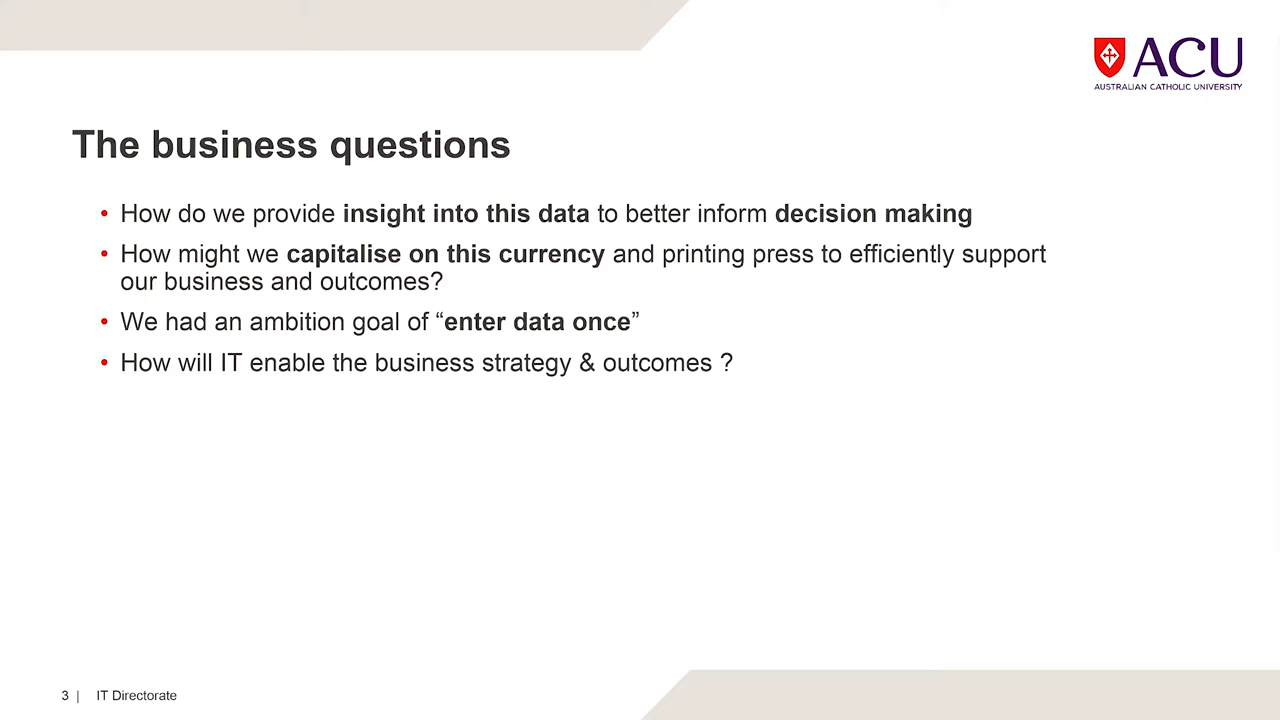 ACU
AUSTRALIAN CATHOLIC UNIVERSITY
The business questions
• How do we provide insight into this data to better inform decision making
• How might we capitalise on this currency and printing press to efficiently support
our business and outcomes?
• We had an ambition goal of “enter data once”
• How will IT enable the business strategy & outcomes ?
3 | IT Directorate